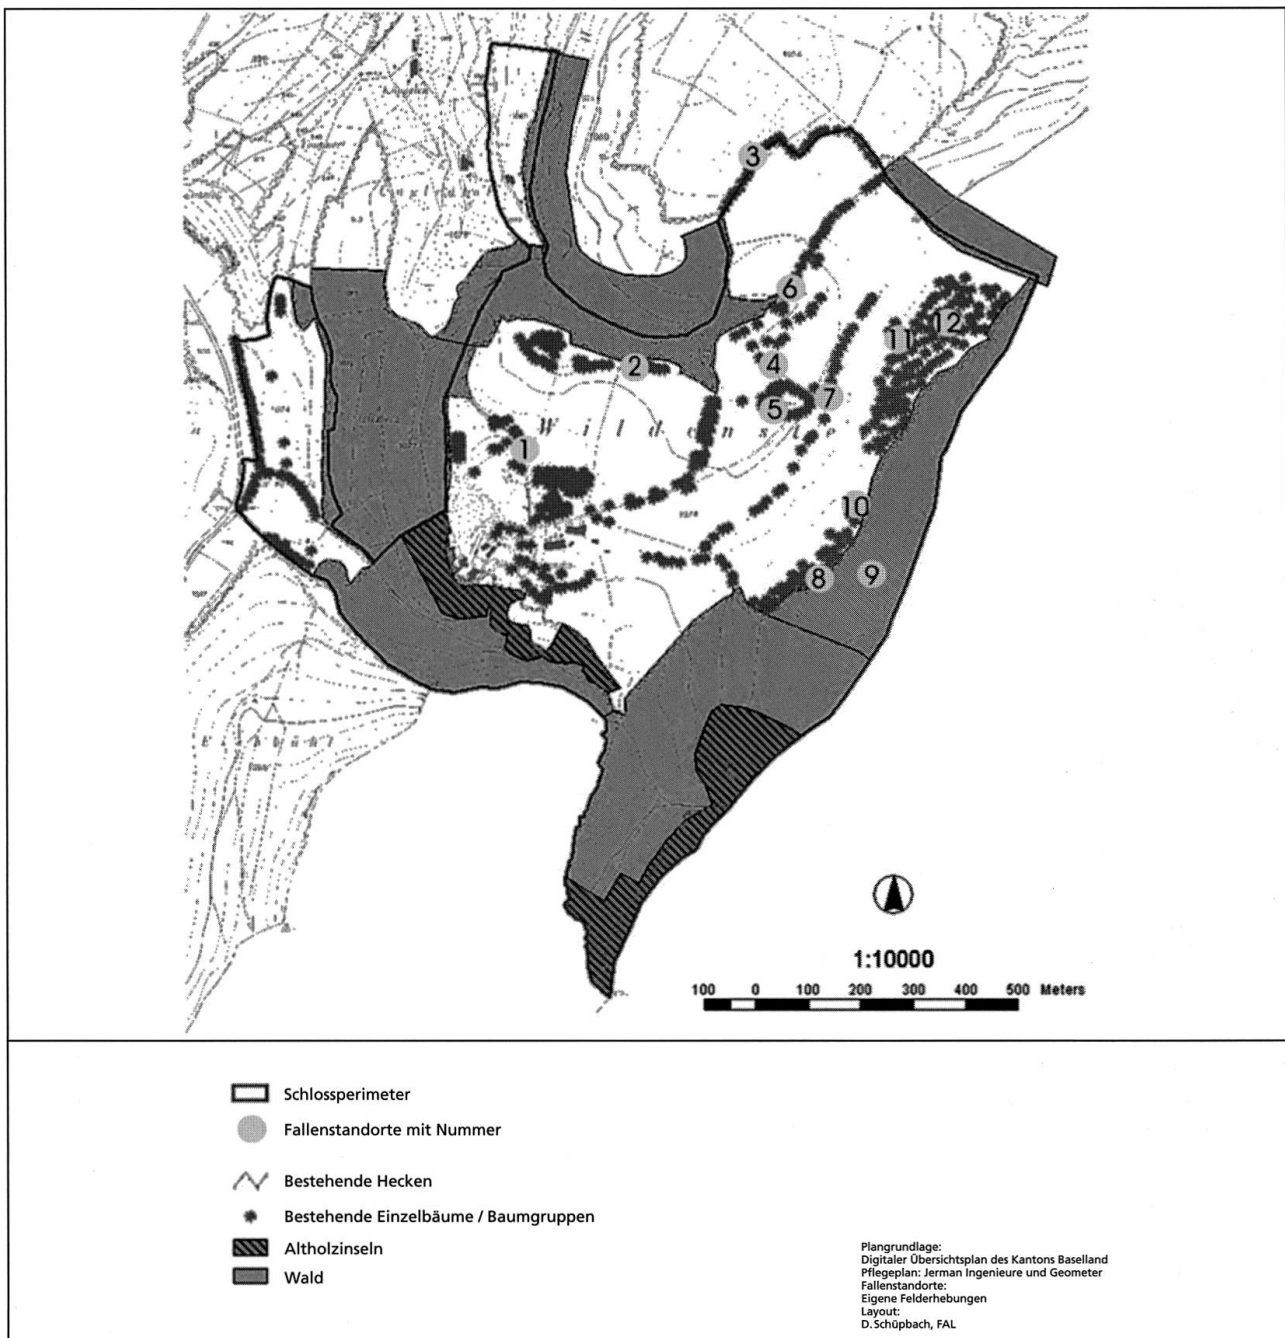 3
6
12
11
2
4
7
5
W i l d e n s t e
1
10
8
9
1:10000
100 0 100 200 300 400 500 Meters
Schlossperimeter
Fallenstandorte mit Nummer
Bestehende Hecken
Bestehende Einzelbäume / Baumgruppen
Altholzinseln
Wald
Plangrundlage:
Digitaler Übersichtsplan des Kantons Baselland
Pflegeplan: Jerman Ingenieure und Geometer
Fallenstandorte:
Eigene Felderhebungen
Layout:
D. Schüpbach, FAL